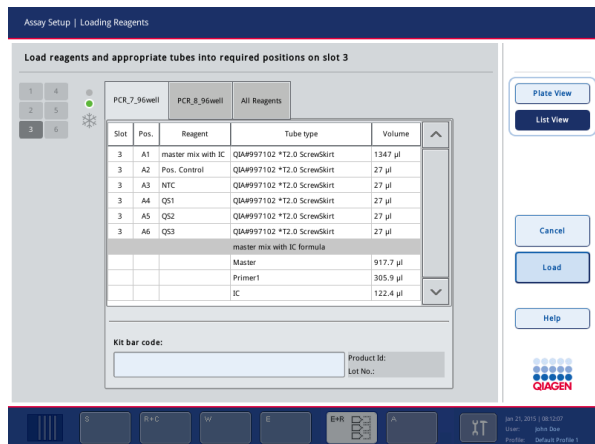 Assay Setup | Loading Reagents
Load reagents and appropriate tubes into required positions on slot 3
1 4
2 5
3 6
PCR_7_96well PCR_8_96well All Reagents
Slot Pos. Reagent Tube type Volume
3 A1 master mix with IC QIA#997102 *T2.0 ScrewSkirt 1347 µl
3 A2 Pos. Control QIA#997102 *T2.0 ScrewSkirt 27 µl
3 A3 NTC QIA#997102 *T2.0 ScrewSkirt 27 µl
3 A4 QS1 QIA#997102 *T2.0 ScrewSkirt 27 µl
3 A5 QS2 QIA#997102 *T2.0 ScrewSkirt 27 µl
3 A6 QS3 QIA#997102 *T2.0 ScrewSkirt 27 µl
master mix with IC formula
Master 917.7 µl
Primer1 305.9 µl
IC 122.4 µl
Kit bar code:
Product Id:
Lot No.:
Plate View
List View
Cancel
Load
Help
QIAGEN
S R+C W E E+R A
Jan 21, 2015 | 08:12:07
User: John Doe
Profile: Default Profile 1